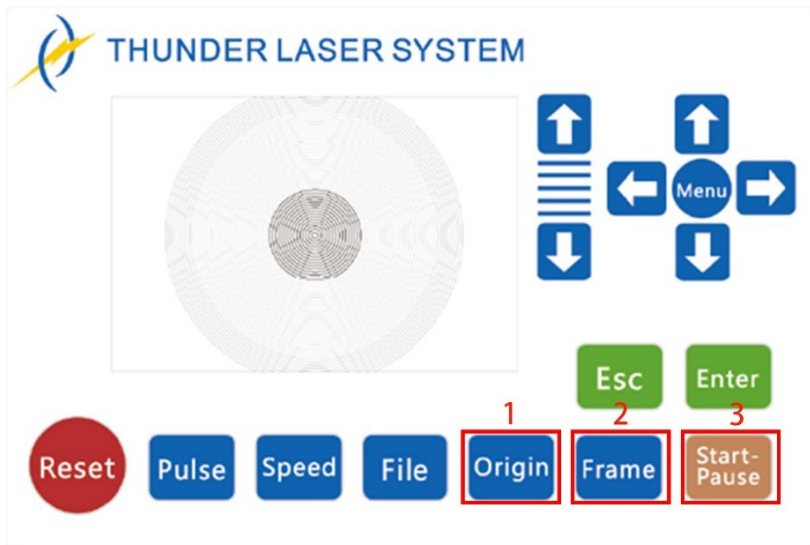 THUNDER LASER SYSTEM
Menu
Esc
Enter
1
2
3
Reset
Pulse
Speed
File
Origin
Frame
Start-
Pause